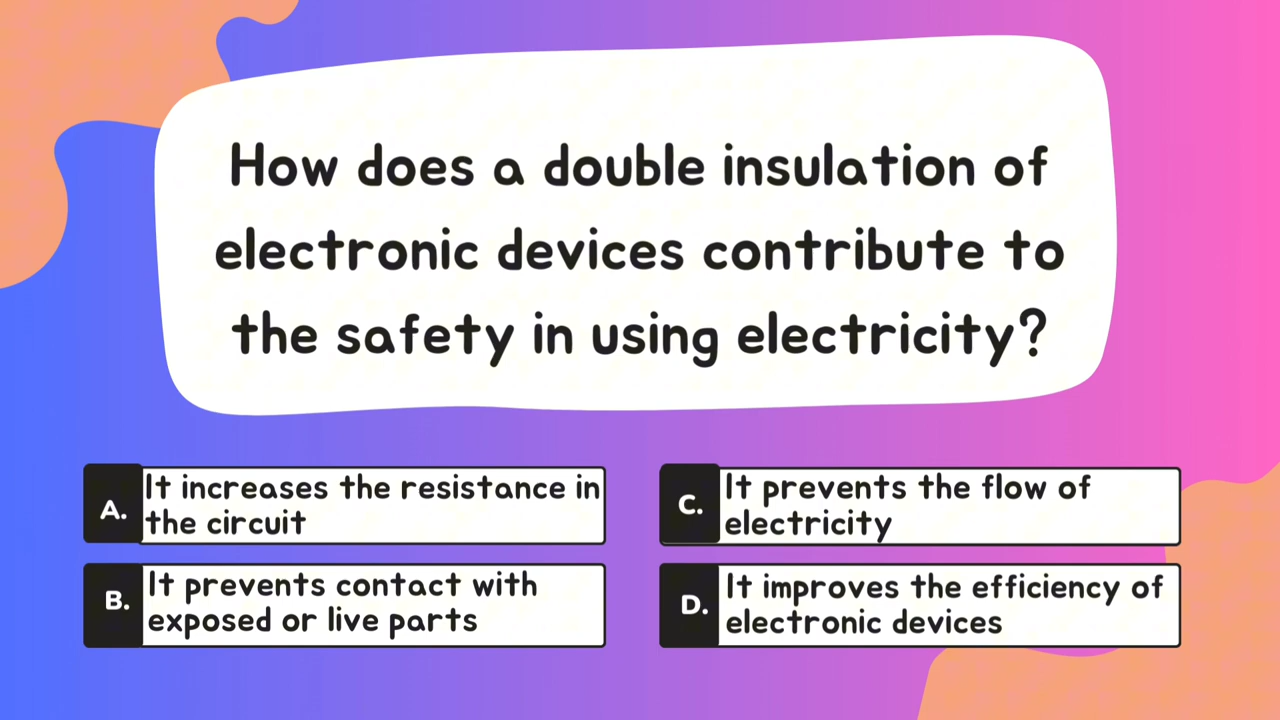 How does a double insulation of
electronic devices contribute to
the safety in using electricity?
A.
It increases the resistance in
the circuit
B.
It prevents contact with
exposed or live parts
C.
It prevents the flow of
electricity
D.
It improves the efficiency of
electronic devices